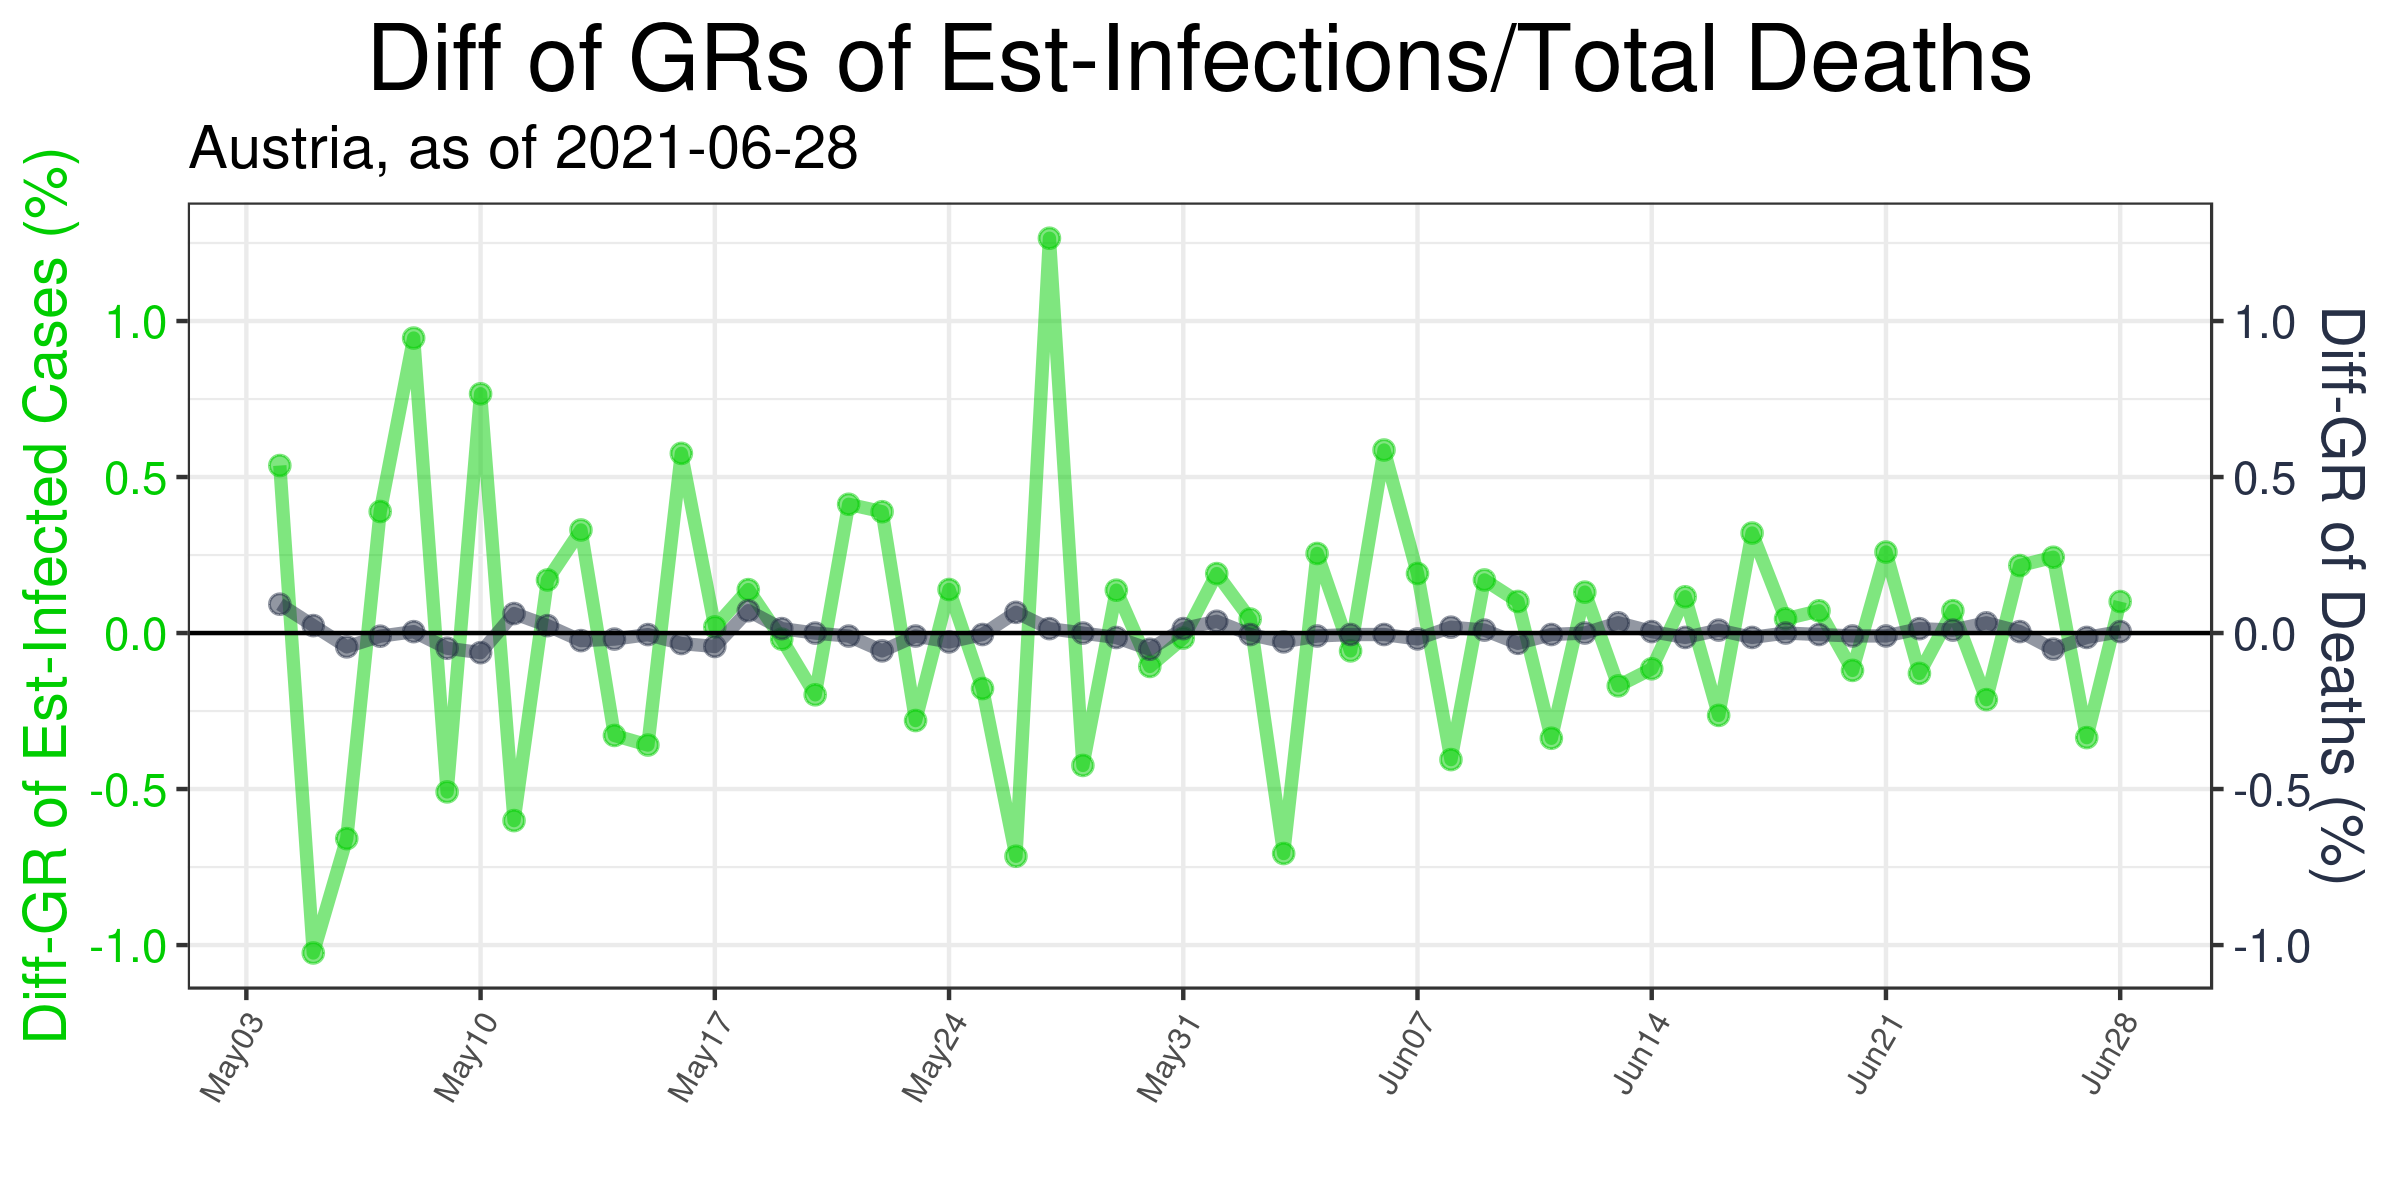 Diff of GRs of Est-Infections/Total Deaths
Austria, as of 2021-06-28
Diff-GR of Est-Infected Cases (%)
1.0
0.5
0.0
-0.5
-1.0
1.0
0.5
0.0
-0.5
-1.0
Diff-GR of Deaths (%)
May03
May10
May17
May24
May31
Jun07
Jun14
Jun21
Jun28